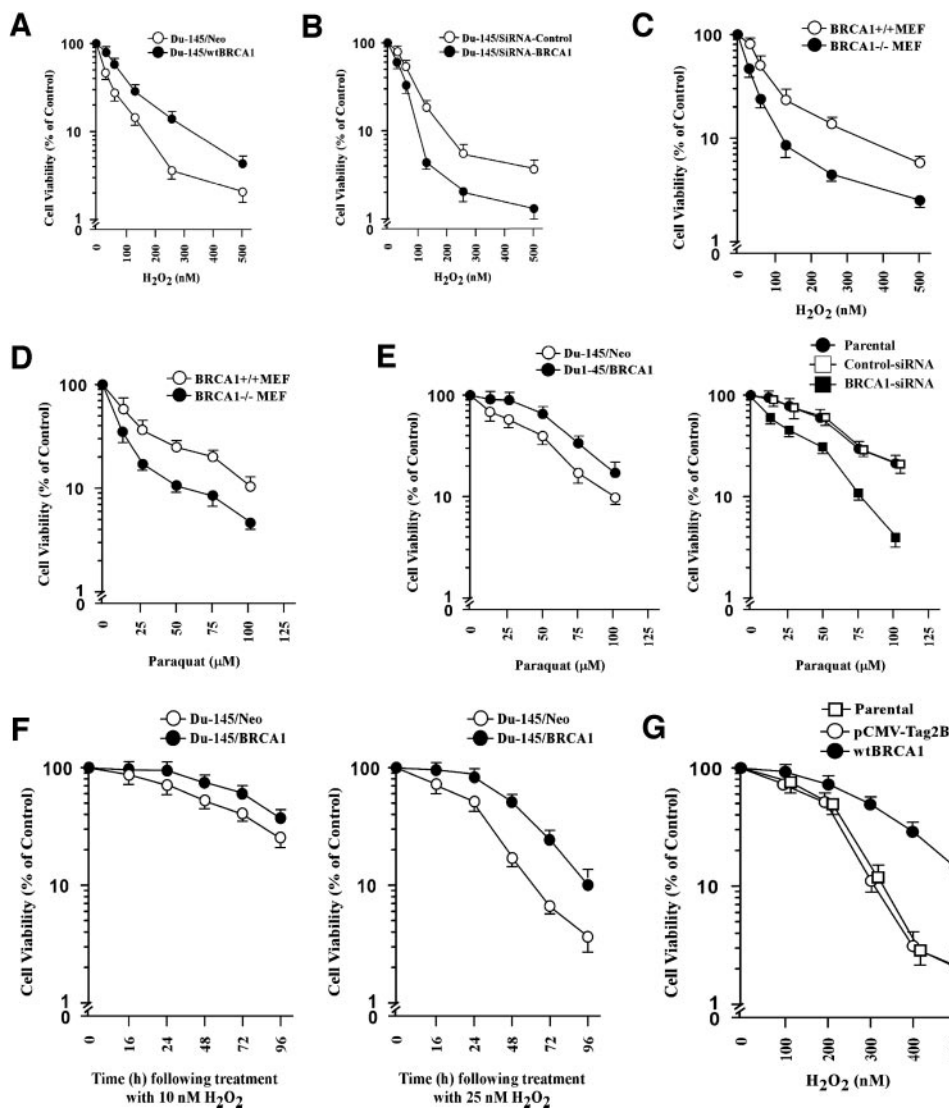 A
Du-145/Neo
Du-145/wtBRCA1
Cell Viability (% of Control)
100
10
1
0
0
100
200
300
400
500
H2O2 (nM)
B
Du-145/SiRNA-Control
Du-145/SiRNA-BRCA1
Cell Viability (% of Control)
100
10
1
0
0
100
200
300
400
500
H2O2 (nM)
C
BRCA1+/+MEF
BRCA1-/- MEF
Cell Viability (% of Control)
100
10
1
0
0
100
200
300
400
500
H2O2 (nM)
D
BRCA1+/+MEF
BRCA1-/- MEF
Cell Viability (% of Control)
100
10
1
0
0
25
50
75
100
125
Paraquat (µM)
E
Du-145/Neo
Du1-45/BRCA1
Cell Viability (% of Control)
100
10
1
0
0
25
50
75
100
125
Paraquat (µM)
Parental
Control-siRNA
BRCA1-siRNA
Cell Viability (% of Control)
100
10
1
0
0
25
50
75
100
125
Paraquat (µM)
F
Du-145/Neo
Du-145/BRCA1
Cell Viability (% of Control)
100
10
1
0
0
16
24
48
72
96
Time (h) following treatment
with 10 nM H2O2
Du-145/Neo
Du-145/BRCA1
Cell Viability (% of Control)
100
10
1
0
0
16
24
48
72
96
Time (h) following treatment
with 25 nM H2O2
G
Parental
pCMV-Tag2B
wtBRCA1
Cell Viability (% of Control)
100
10
1
0
0
100
200
300
400
H2O2 (nM)